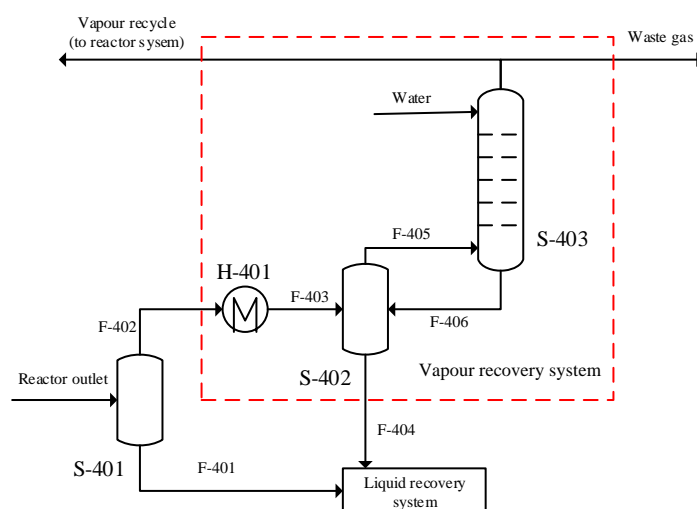 Vapour recycle
(to reactor sysem)
Waste gas
Water
F-405
S-403
H-401
F-403
F-402
F-406
Reactor outlet
S-402
Vapour recovery system
F-404
S-401
F-401
Liquid recovery
system